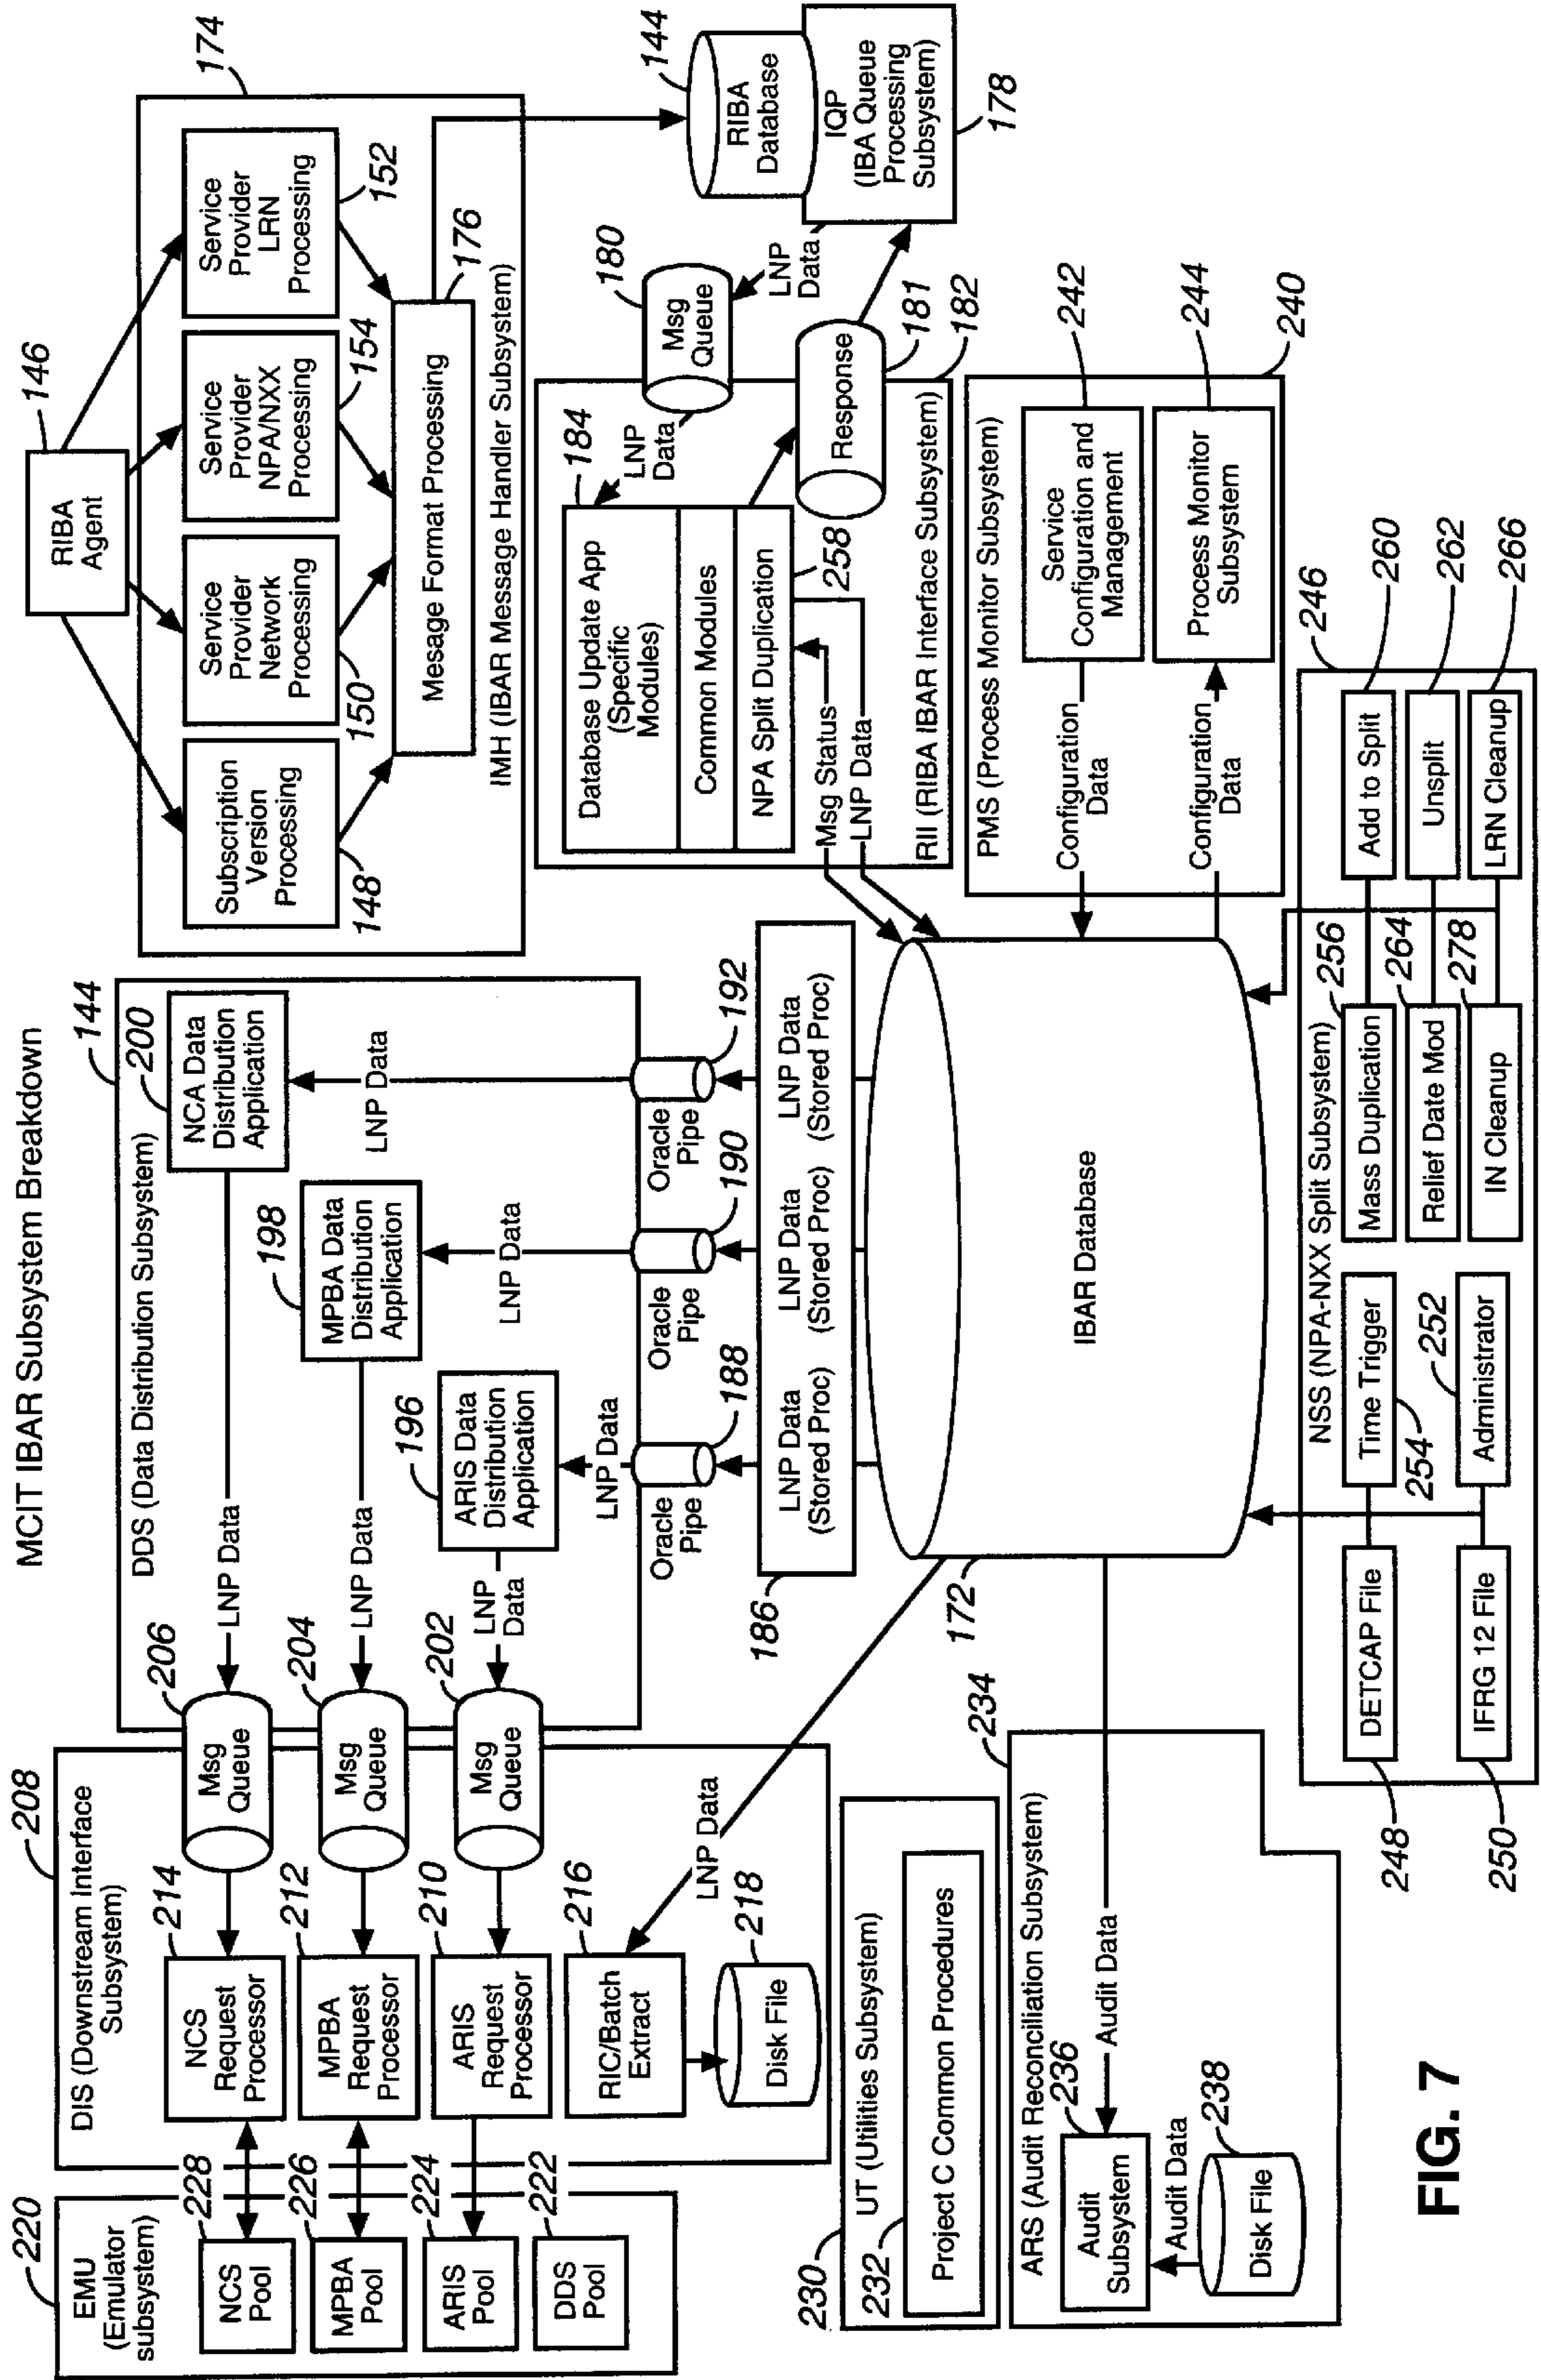 MCIT IBAR Subsystem Breakdown
220
EMU
(Emulator
subsystem)
228
NCS
Pool
226
MPBA
Pool
224
ARIS
Pool
222
DDS
Pool
208
DIS (Downstream Interface
Subsystem)
214
NCS
Request
Processor
212
MPBA
Request
Processor
210
ARIS
Request
Processor
216
RIC/Batch
Extract
218
Disk File
LNP Data
206
Msg
Queue
204
Msg
Queue
202
Msg
Queue
144
DDS (Data Distribution Subsystem)
LNP Data
LNP Data
LNP
Data
200
NCA Data
Distribution
Application
198
MPBA Data
Distribution
Application
196
ARIS Data
Distribution
Application
LNP Data
LNP Data
LNP Data
Oracle
Pipe
188
Oracle
Pipe
190
Oracle
Pipe
192
186
LNP Data
(Stored Proc)
LNP Data
(Stored Proc)
LNP Data
(Stored Proc)
IBAR Database
172
146
RIBA
Agent
174
Subscription
Version
Processing
148
Service
Provider
Network
Processing
150
Service
Provider
NPA/NXX
Processing
154
Service
Provider
LRN
Processing
152
Mesage Format Processing
176
IMH (IBAR Message Handler Subsystem)
144
RIBA
Database
IQP
(IBA Queue
Processing
Subsystem)
178
180
Msg
Queue
LNP
Data
LNP
Data
184
Database Update App
(Specific
Modules)
Common Modules
NPA Split Duplication
258
Response
181
182
Msg Status
LNP Data
RII (RIBA IBAR Interface Subsystem)
PMS (Process Monitor Subsystem)
Configuration
Data
Service
Configuration and
Management
242
Configuration
Data
Process Monitor
Subsystem
244
240
230
UT (Utilities Subsystem)
232
Project C Common Procedures
234
ARS (Audit Reconciliation Subsystem)
236
Audit
Subsystem
Audit Data
Audit Data
238
Disk File
246
NSS (NPA-NXX Split Subsystem)
DETCAP File
248
Time Trigger
254
IFRG 12 File
250
Administrator
252
Mass Duplication
256
Add to Split
260
Relief Date Mod
264
Unsplit
262
IN Cleanup
278
LRN Cleanup
266
FIG. 7